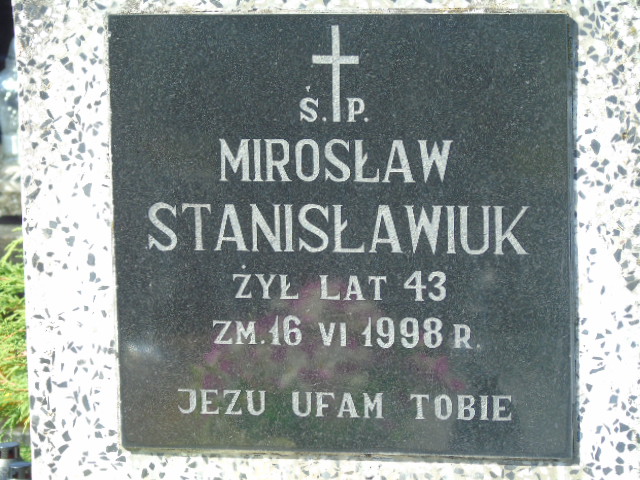 Ś. P.
MIROSŁAW
STANISŁAWIUK
ŻYŁ LAT 43
ZM. 16 VI 1998 R.
JEZU UFAM TOBIE